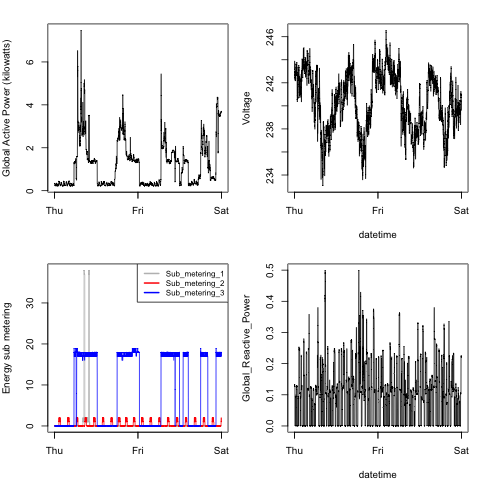 Global Active Power (kilowatts)
6
4
2
0
Thu
Fri
Sat
Voltage
246
242
238
234
Thu
Fri
Sat
datetime
Energy sub metering
30
20
10
0
Sub_metering_1
Sub_metering_2
Sub_metering_3
Thu
Fri
Sat
Global_Reactive_Power
0.5
0.4
0.3
0.2
0.1
0.0
Thu
Fri
Sat
datetime